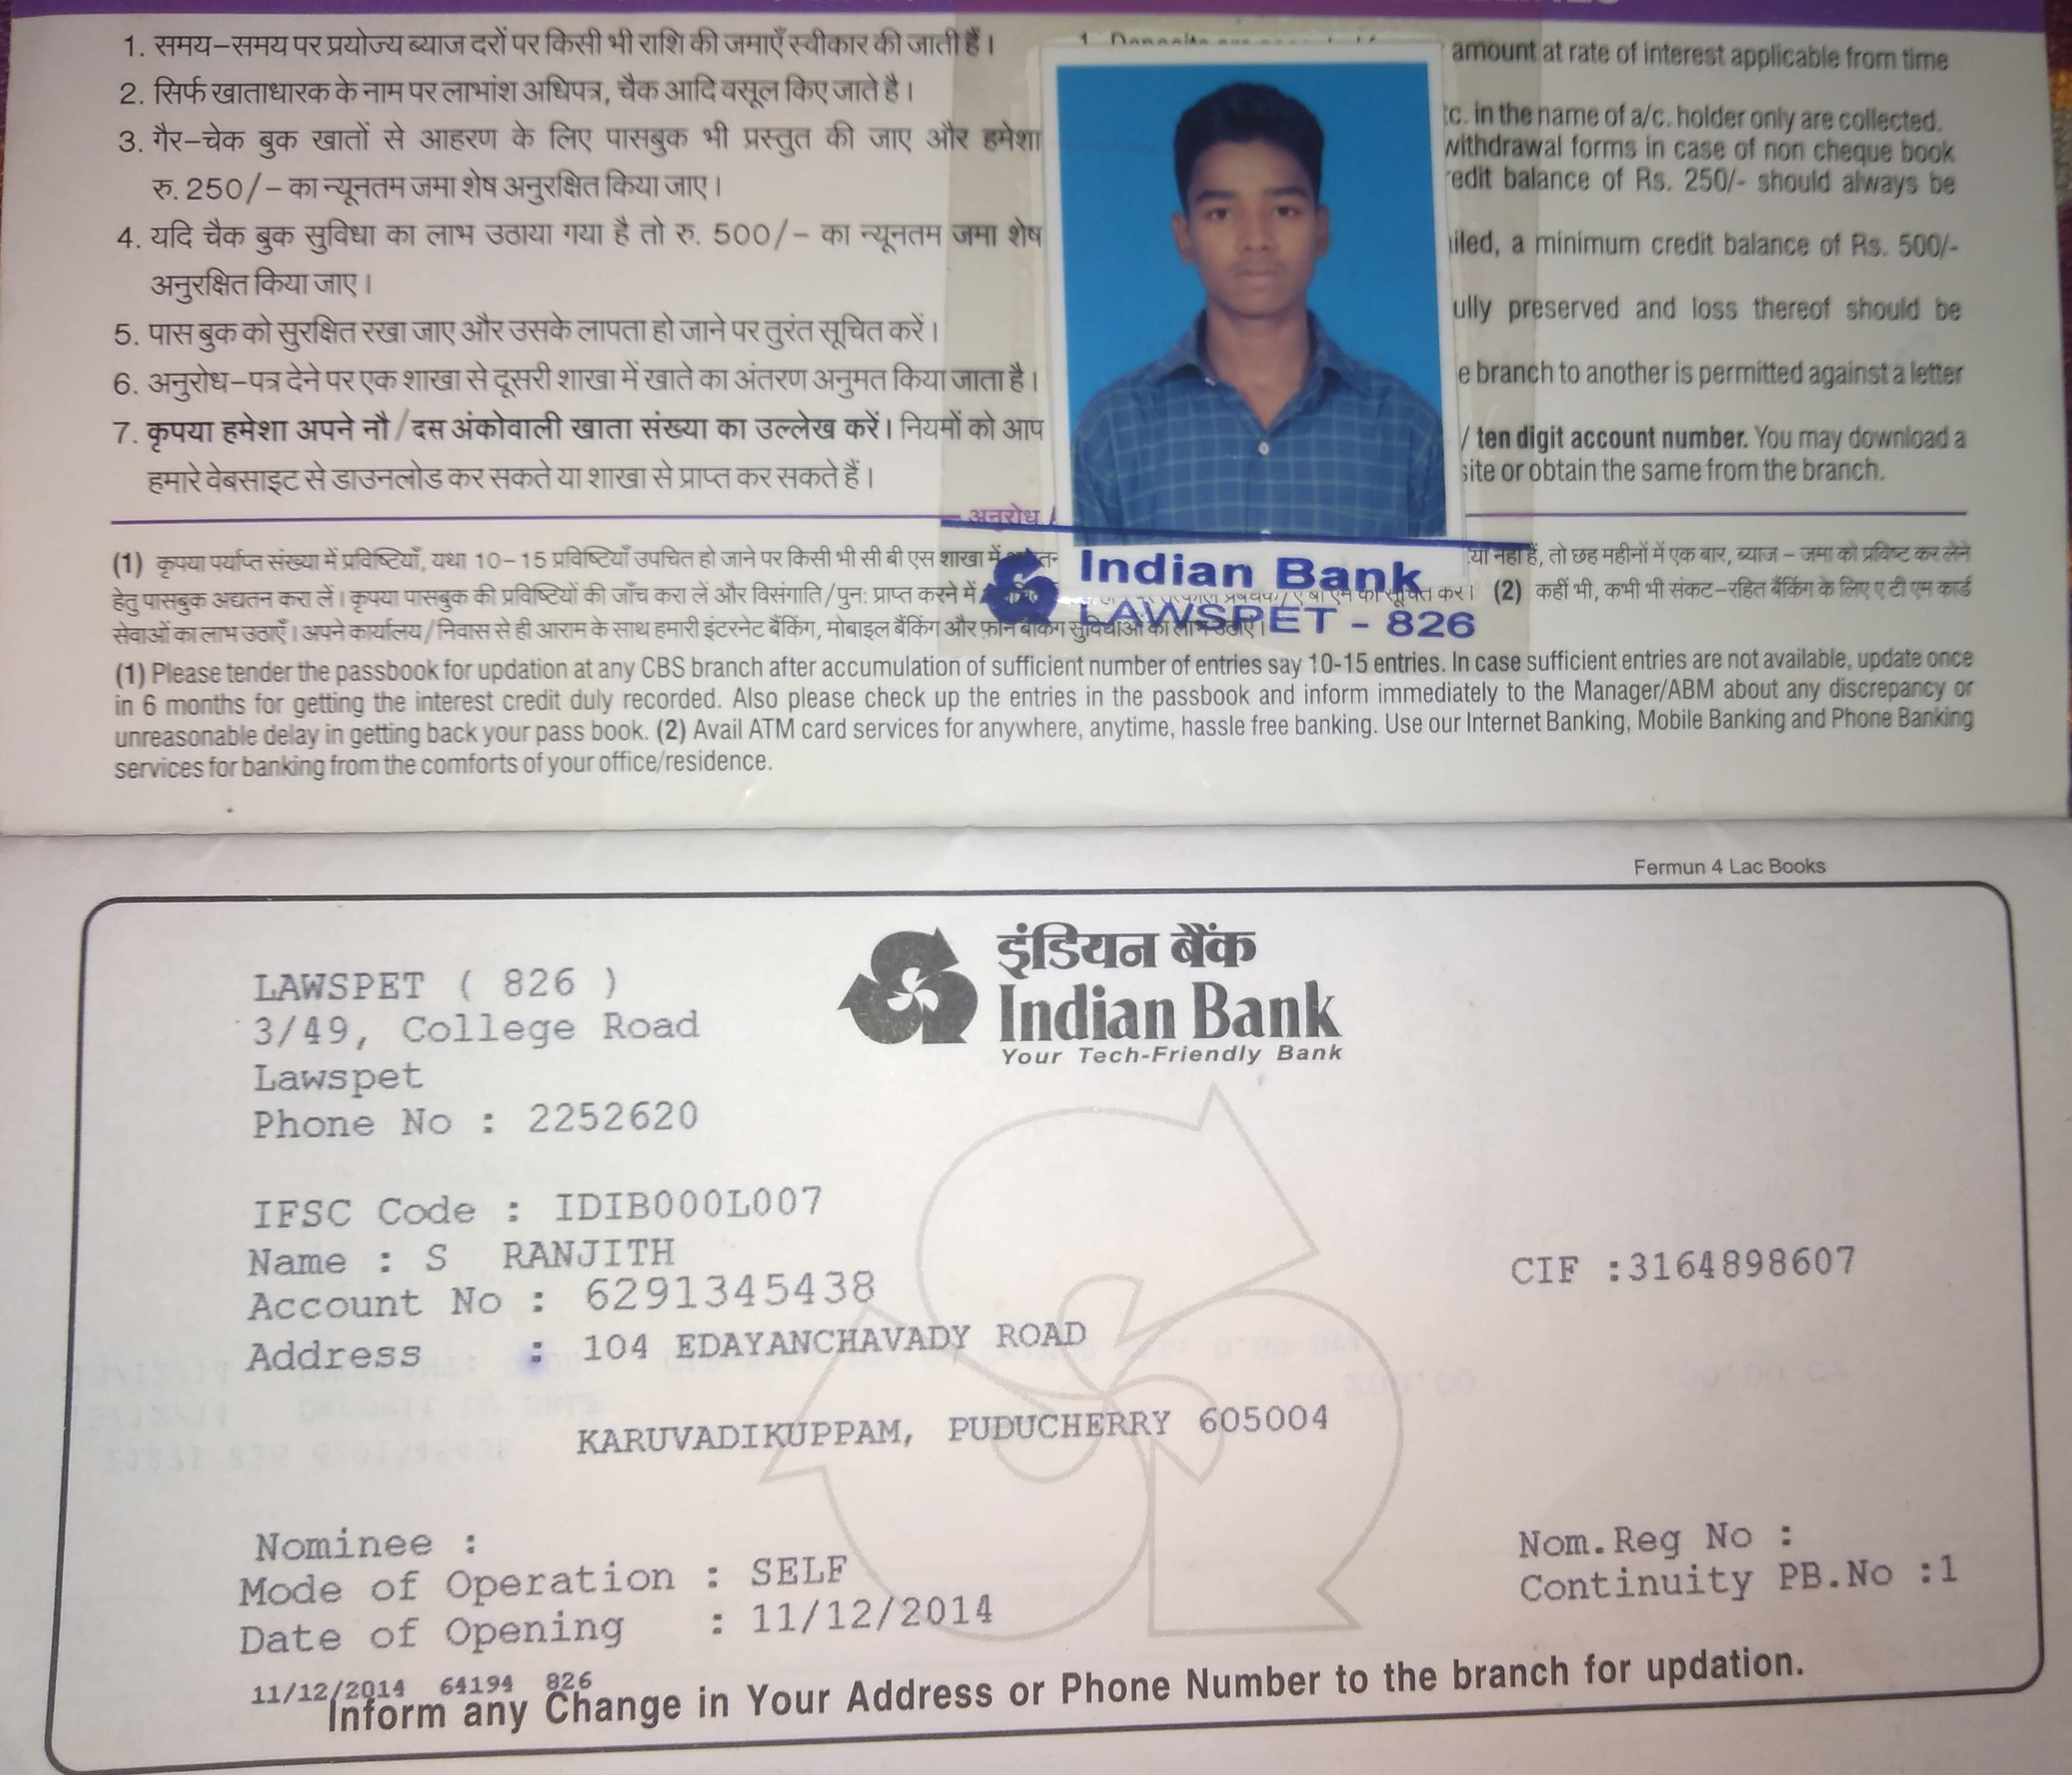 1. समय–समय पर प्रयोज्य ब्याज दरों पर किसी भी राशि की जमाएँ स्वीकार की जाती हैं।
2. सिर्फ खाताधारक के नाम पर लाभांश अधिपत्र, चैक आदि वसूल किए जाते है।
3. गैर–चेक बुक खातों से आहरण के लिए पासबुक भी प्रस्तुत की जाए और हमेशा
रु. 250/– का न्यूनतम जमा शेष अनुरक्षित किया जाए।
4. यदि चैक बुक सुविधा का लाभ उठाया गया है तो रु. 500/– का न्यूनतम जमा शेष
अनुरक्षित किया जाए।
5. पास बुक को सुरक्षित रखा जाए और उसके लापता हो जाने पर तुरंत सूचित करें।
6. अनुरोध–पत्र देने पर एक शाखा से दूसरी शाखा में खाते का अंतरण अनुमत किया जाता है।
7. कृपया हमेशा अपने नौ/दस अंकोवाली खाता संख्या का उल्लेख करें। नियमों को आप
हमारे वेबसाइट से डाउनलोड कर सकते या शाखा से प्राप्त कर सकते हैं।
amount at rate of interest applicable from time
in the name of a/c. holder only are collected.
withdrawal forms in case of non cheque book
balance of Rs. 250/- should always be
a minimum credit balance of Rs. 500/-
preserved and loss thereof should be
branch to another is permitted against a letter
/ ten digit account number. You may download a
or obtain the same from the branch.
अनुरोध /
(1) कृपया पर्याप्त संख्या में प्रविष्टियाँ, यथा 10–15 प्रविष्टियाँ उपचित हो जाने पर किसी भी सी बी एस शाखा में नहीं हैं, तो छह महीनों में एक बार, ब्याज – जमा को प्रविष्ट कर लेने
हेतु पासबुक अद्यतन करा लें। कृपया पासबुक की प्रविष्टियों की जाँच करा लें और विसंगाति/पुन: प्राप्त करने में (2) कहीं भी, कभी भी संकट–रहित बैंकिंग के लिए ए टी एम कार्ड
सेवाओं का लाभ उठाएँ। अपने कार्यालय/निवास से ही आराम के साथ हमारी इंटरनेट बैंकिंग, मोबाइल बैंकिंग और फ़ोन बैंकिंग सुविधाओं का लाभ उठाएं।
Indian Bank
LAWSPET - 826
(1) Please tender the passbook for updation at any CBS branch after accumulation of sufficient number of entries say 10-15 entries. In case sufficient entries are not available, update once
in 6 months for getting the interest credit duly recorded. Also please check up the entries in the passbook and inform immediately to the Manager/ABM about any discrepancy or
unreasonable delay in getting back your pass book. (2) Avail ATM card services for anywhere, anytime, hassle free banking. Use our Internet Banking, Mobile Banking and Phone Banking
services for banking from the comforts of your office/residence.
Fermun 4 Lac Books
इंडियन बैंक
Indian Bank
Your Tech-Friendly Bank
LAWSPET ( 826 )
3/49, College Road
Lawspet
Phone No : 2252620
IFSC Code : IDIB000L007
Name : S RANJITH
CIF :3164898607
Account No : 6291345438
Address : 104 EDAYANCHAVADY ROAD
KARUVADIKUPPAM, PUDUCHERRY 605004
Nominee :
Nom.Reg No :
Mode of Operation : SELF
Continuity PB.No :1
Date of Opening : 11/12/2014
11/12/2014 64194 826
Inform any Change in Your Address or Phone Number to the branch for updation.